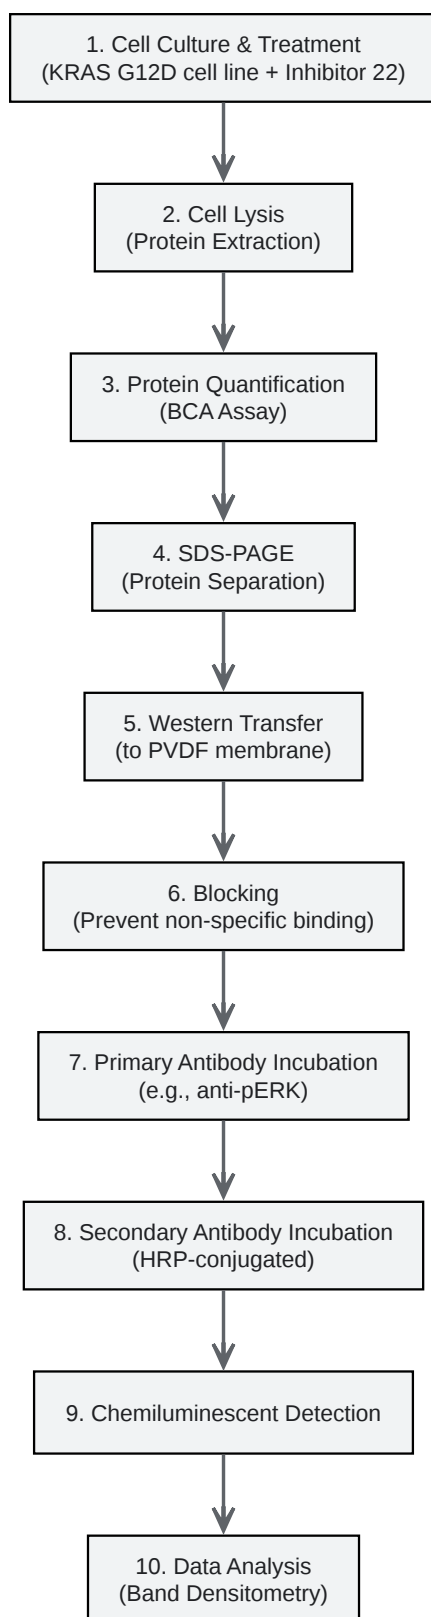 1. Cell Culture & Treatment
(KRAS G12D cell line + Inhibitor 22)
2. Cell Lysis
(Protein Extraction)
3. Protein Quantification
(BCA Assay)
4. SDS-PAGE
(Protein Separation)
5. Western Transfer
(to PVDF membrane)
6. Blocking
(Prevent non-specific binding)
7. Primary Antibody Incubation
(e.g., anti-pERK)
8. Secondary Antibody Incubation
(HRP-conjugated)
9. Chemiluminescent Detection
10. Data Analysis
(Band Densitometry)